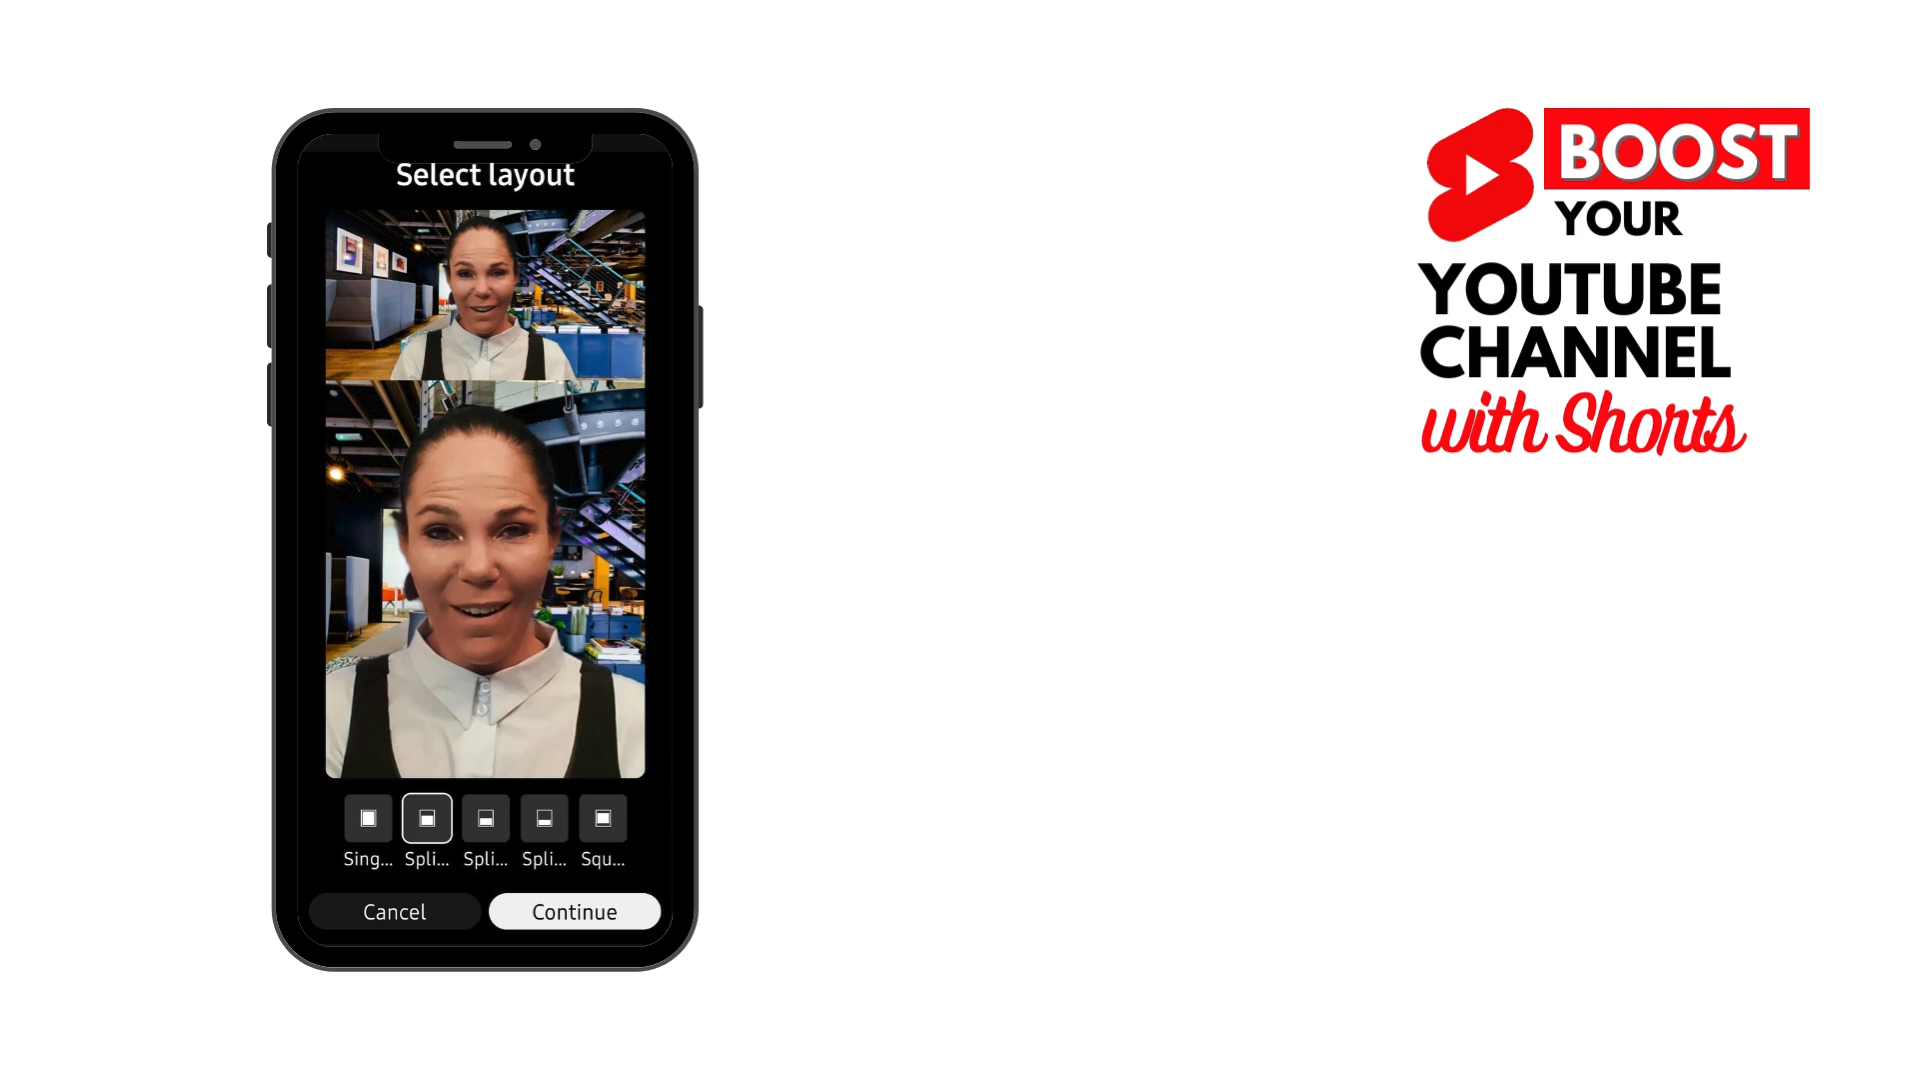 Select layout
Sing...
Spli...
Spli...
Spli...
Squ...
Cancel
Continue
BOOST
YOUR
YOUTUBE
CHANNEL
with Shorts